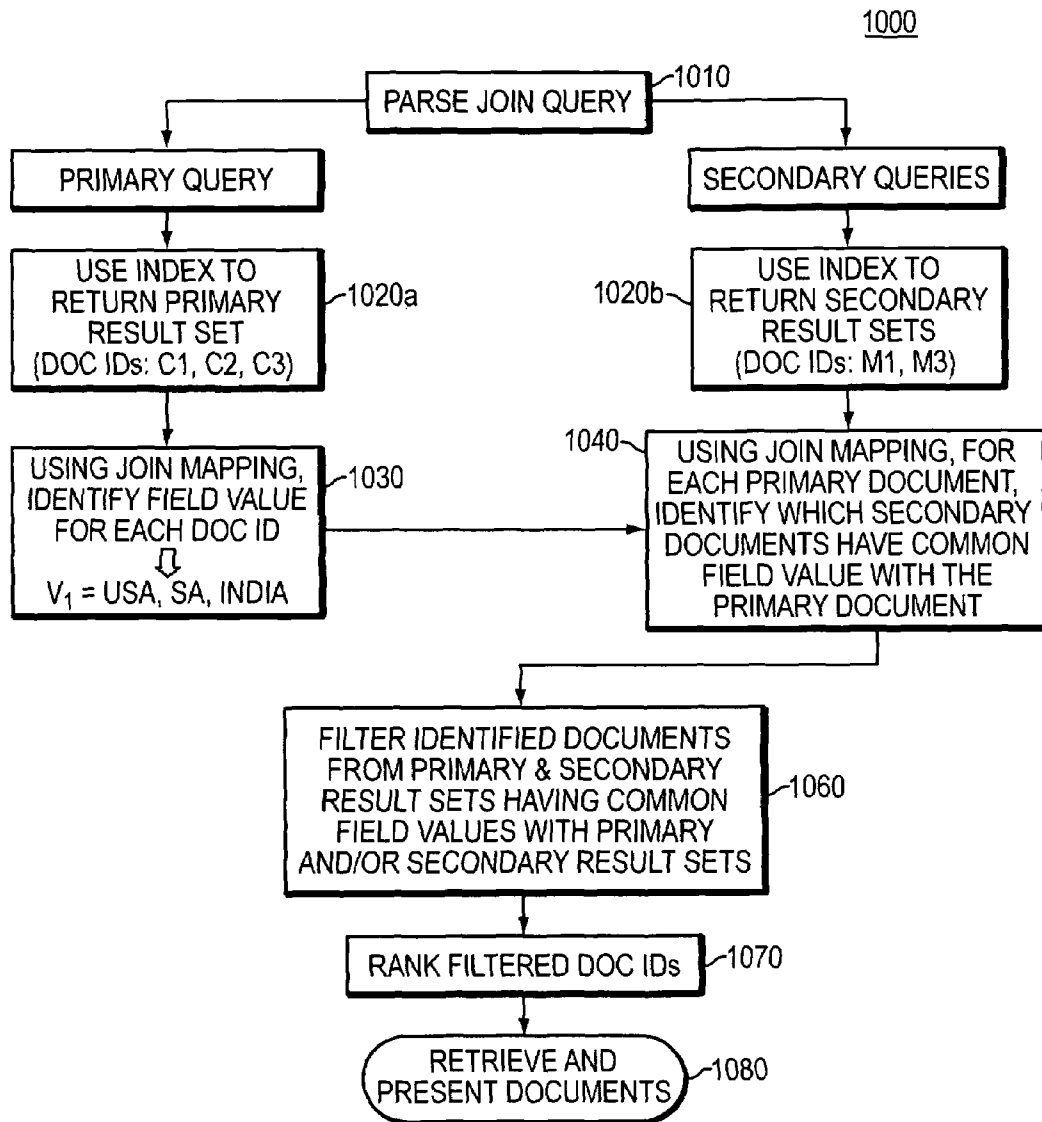 1000
PARSE JOIN QUERY
1010
PRIMARY QUERY
SECONDARY QUERIES
USE INDEX TO
RETURN PRIMARY
RESULT SET
(DOC IDs: C1, C2, C3)
1020a
1020b
USE INDEX TO
RETURN SECONDARY
RESULT SETS
(DOC IDs: M1, M3)
USING JOIN MAPPING,
IDENTIFY FIELD VALUE
FOR EACH DOC ID
V₁ = USA, SA, INDIA
1030
1040
USING JOIN MAPPING, FOR
EACH PRIMARY DOCUMENT,
IDENTIFY WHICH SECONDARY
DOCUMENTS HAVE COMMON
FIELD VALUE WITH THE
PRIMARY DOCUMENT
FILTER IDENTIFIED DOCUMENTS
FROM PRIMARY & SECONDARY
RESULT SETS HAVING COMMON
FIELD VALUES WITH PRIMARY
AND/OR SECONDARY RESULT SETS
1060
RANK FILTERED DOC IDs
1070
RETRIEVE AND
PRESENT DOCUMENTS
1080